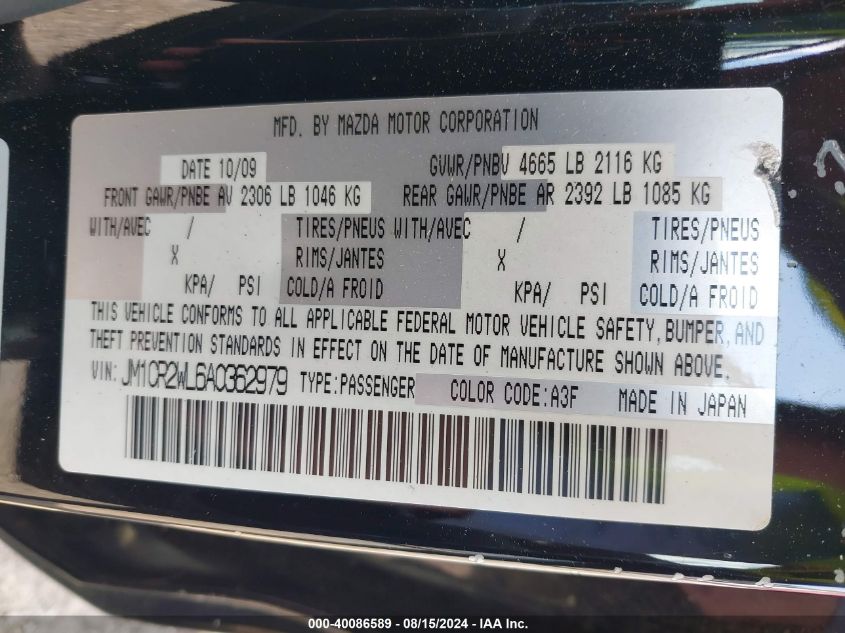 MFD. BY MAZDA MOTOR CORPORATION
DATE 10/09 GVWR/PNBV 4665 LB 2116 KG
FRONT GAWR/PNBE AV 2306 LB 1046 KG REAR GAWR/PNBE AR 2392 LB 1085 KG
WITH/AVEC / TIRES/PNEUS WITH/AVEC / TIRES/PNEUS
X RIMS/JANTES X RIMS/JANTES
KPA/ PSI COLD/A FROID KPA/ PSI COLD/A FROID
THIS VEHICLE CONFORMS TO ALL APPLICABLE FEDERAL MOTOR VEHICLE SAFETY, BUMPER, AND
THEFT PREVENTION STANDARDS IN EFFECT ON THE DATE OF MANUFACTURE SHOWN ABOVE.
VIN: JM1CR2WL6A0362979 TYPE:PASSENGER COLOR CODE:A3F MADE IN JAPAN
000-40086589 - 08/15/2024 - IAA Inc.